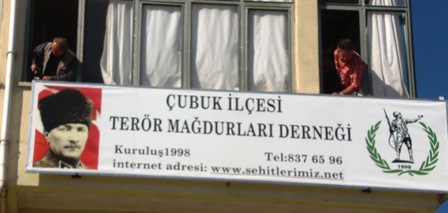 ÇUBUK İLÇESİ
TERÖR MAĞDURLARI DERNEĞİ
Kuruluş1998 Tel:837 65 96
internet adresi: www.sehitlerimiz.net
1998